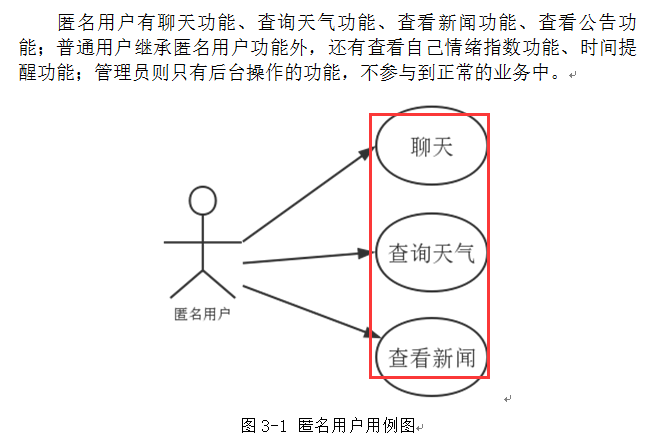 匿名用户有聊天功能、查询天气功能、查看新闻功能、查看公告功
能；普通用户继承匿名用户功能外，还有查看自己情绪指数功能、时间提
醒功能；管理员则只有后台操作的功能，不参与到正常的业务中。
聊天
查询天气
匿名用户
查看新闻
图 3-1 匿名用户用例图